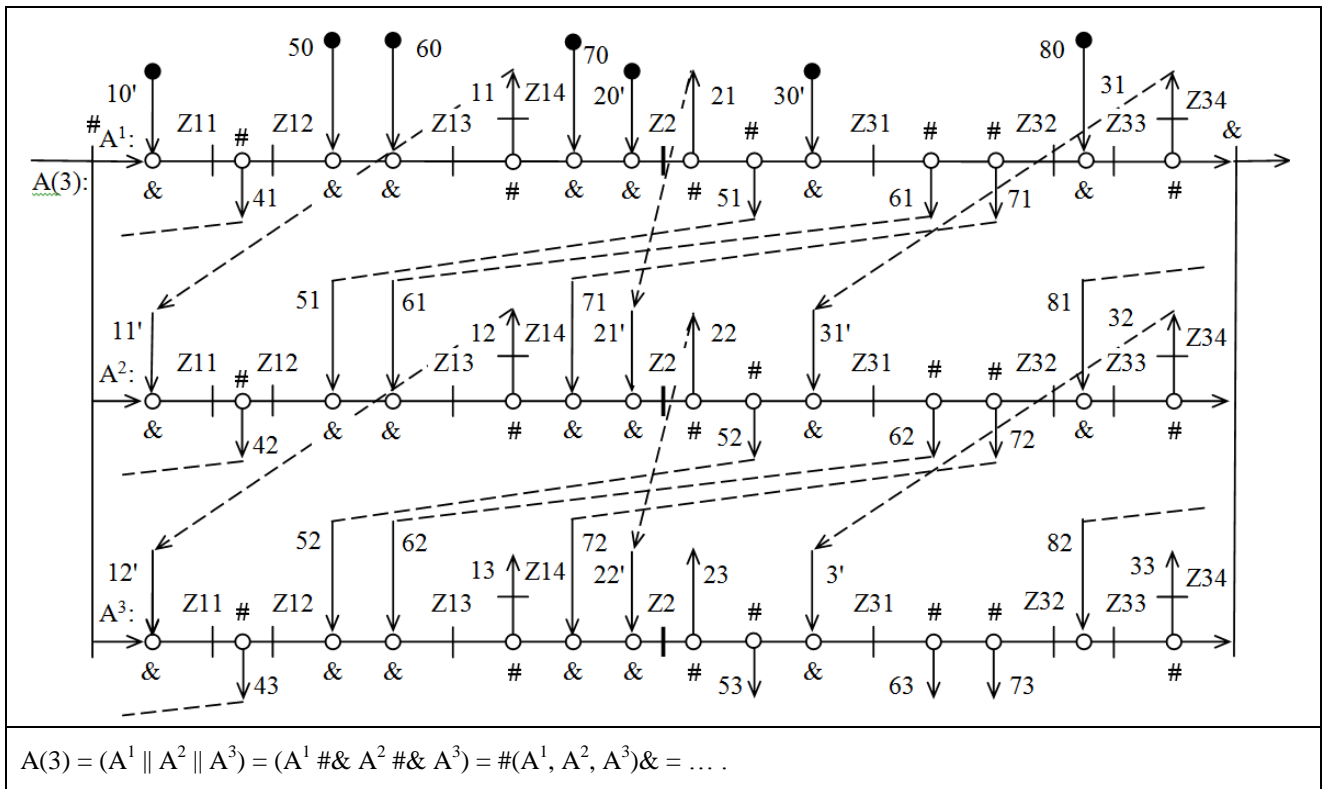 50 60 70 80
10' Z11 Z12 Z13 11 Z14 20' Z2 21 30' Z31 Z32 31 Z33 Z34
# A¹: # # # # &
A(3):
& 41 & & # & & # 51 & 61 71 & #
51 61 71 81
11' Z11 Z12 Z13 12 Z14 21' Z2 22 31' Z31 Z32 32 Z33 Z34
A²: # # # #
& 42 & & # & & # 52 & 62 72 & #
52 62 72 82
12' Z11 Z12 Z13 13 Z14 22' Z2 23 3' Z31 Z32 33 Z33 Z34
A³: # # # #
& 43 & & # & & # 53 & 63 73 #
A(3) = (A¹ || A² || A³) = (A¹ #& A² #& A³) = #(A¹, A², A³)& = … .